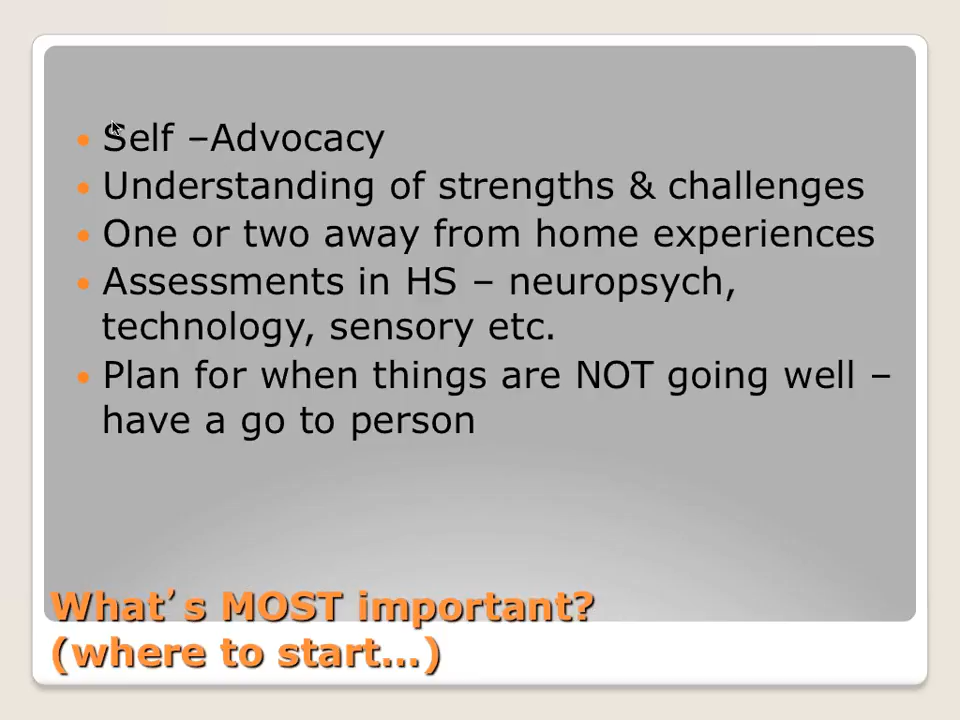 • Self –Advocacy
• Understanding of strengths & challenges
• One or two away from home experiences
• Assessments in HS – neuropsych,
technology, sensory etc.
• Plan for when things are NOT going well –
have a go to person
What’s MOST important?
(where to start…)